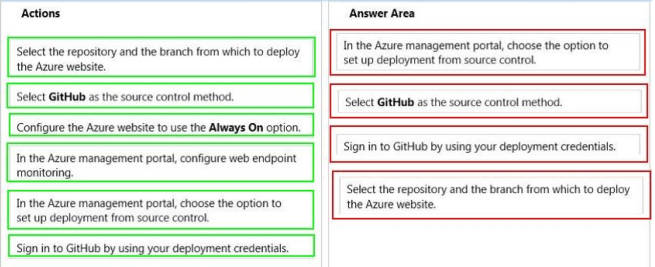 Actions
Select the repository and the branch from which to deploy
the Azure website.
Select GitHub as the source control method.
Configure the Azure website to use the Always On option.
In the Azure management portal, configure web endpoint
monitoring.
In the Azure management portal, choose the option to
set up deployment from source control.
Sign in to GitHub by using your deployment credentials.
Answer Area
In the Azure management portal, choose the option to
set up deployment from source control.
Select GitHub as the source control method.
Sign in to GitHub by using your deployment credentials.
Select the repository and the branch from which to deploy
the Azure website.